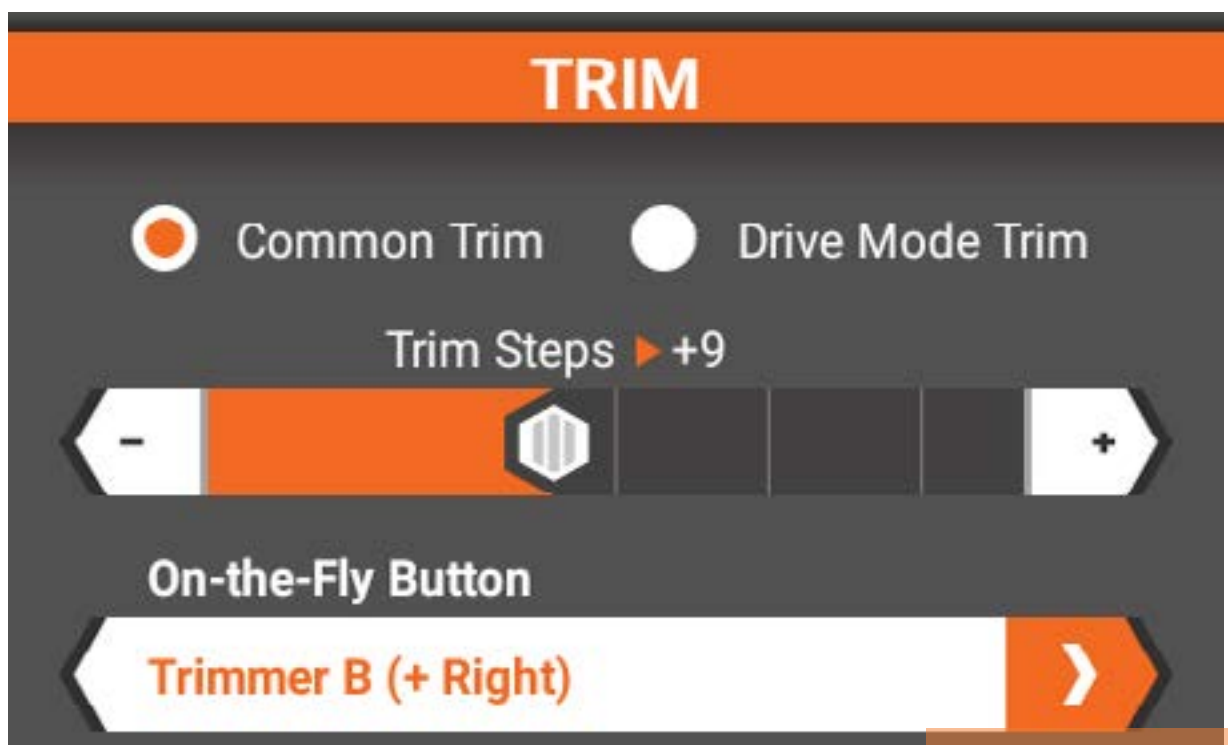 TRIM
Common Trim Drive Mode Trim
Trim Steps ▶ +9
- +
On-the-Fly Button
Trimmer B (+ Right)